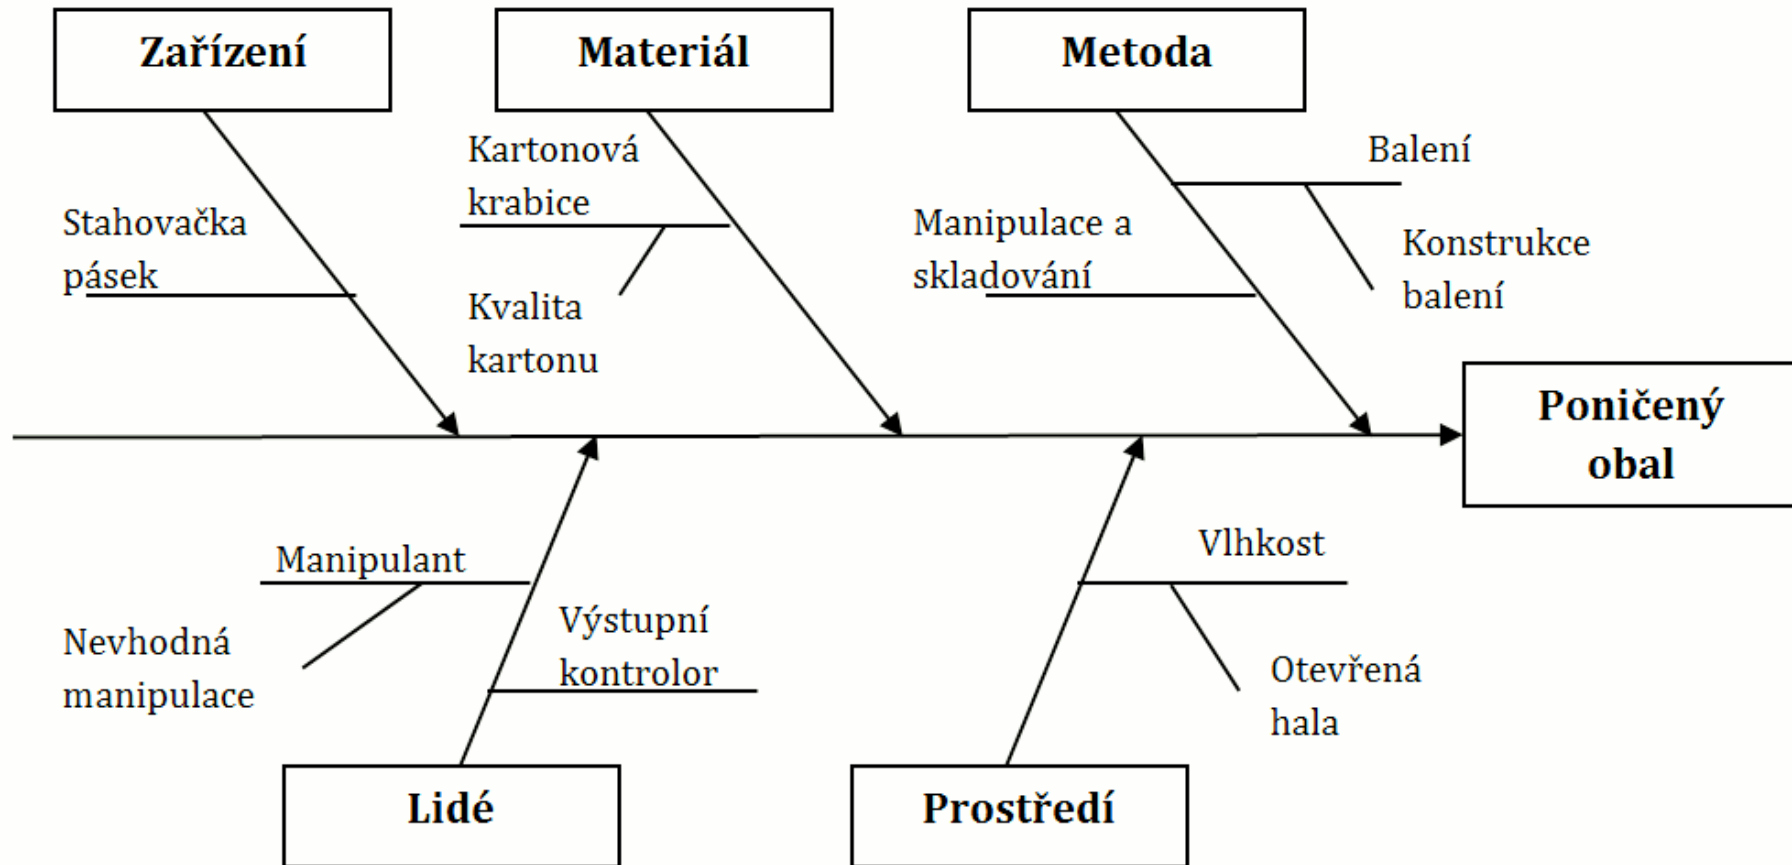 Zařízení
Materiál
Metoda
Kartonová
krabice
Balení
Stahovačka
pásek
Manipulace a
skladování
Konstrukce
balení
Kvalita
kartonu
Poničený
obal
Manipulant
Vlhkost
Nevhodná
manipulace
Výstupní
kontrolor
Otevřená
hala
Lidé
Prostředí